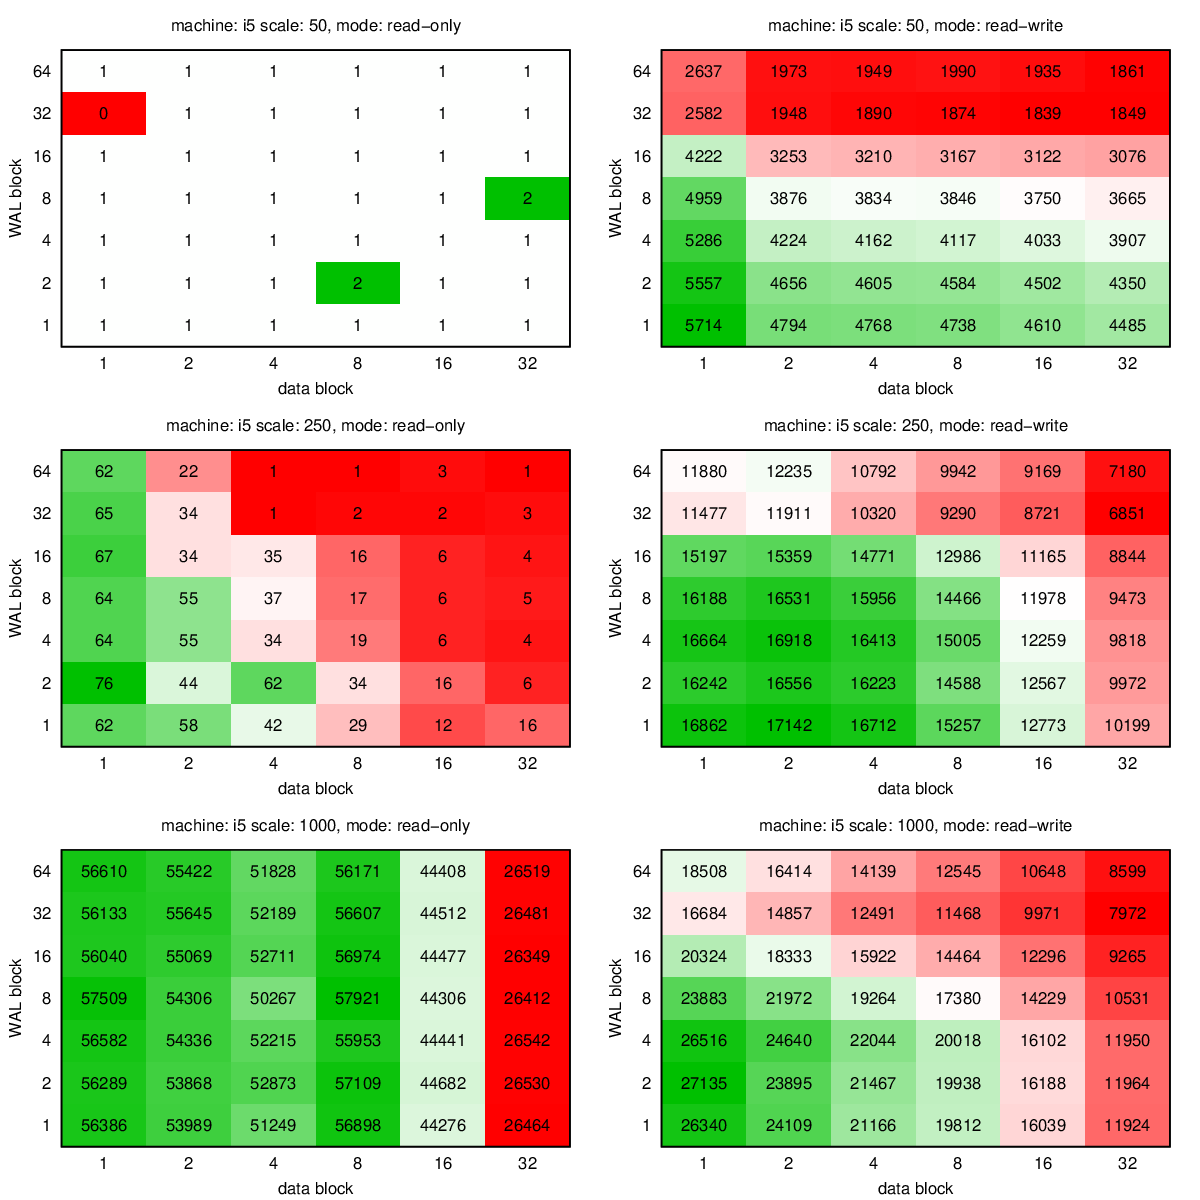 machine: i5 scale: 50, mode: read−only
64 1 1 1 1 1 1
32 0 1 1 1 1 1
16 1 1 1 1 1 1
8 1 1 1 1 1 2
4 1 1 1 1 1 1
2 1 1 1 2 1 1
1 1 1 1 1 1 1
WAL block
1 2 4 8 16 32
data block
machine: i5 scale: 50, mode: read−write
64 2637 1973 1949 1990 1935 1861
32 2582 1948 1890 1874 1839 1849
16 4222 3253 3210 3167 3122 3076
8 4959 3876 3834 3846 3750 3665
4 5286 4224 4162 4117 4033 3907
2 5557 4656 4605 4584 4502 4350
1 5714 4794 4768 4738 4610 4485
WAL block
1 2 4 8 16 32
data block
machine: i5 scale: 250, mode: read−only
64 62 22 1 1 3 1
32 65 34 1 2 2 3
16 67 34 35 16 6 4
8 64 55 37 17 6 5
4 64 55 34 19 6 4
2 76 44 62 34 16 6
1 62 58 42 29 12 16
WAL block
1 2 4 8 16 32
data block
machine: i5 scale: 250, mode: read−write
64 11880 12235 10792 9942 9169 7180
32 11477 11911 10320 9290 8721 6851
16 15197 15359 14771 12986 11165 8844
8 16188 16531 15956 14466 11978 9473
4 16664 16918 16413 15005 12259 9818
2 16242 16556 16223 14588 12567 9972
1 16862 17142 16712 15257 12773 10199
WAL block
1 2 4 8 16 32
data block
machine: i5 scale: 1000, mode: read−only
64 56610 55422 51828 56171 44408 26519
32 56133 55645 52189 56607 44512 26481
16 56040 55069 52711 56974 44477 26349
8 57509 54306 50267 57921 44306 26412
4 56582 54336 52215 55953 44441 26542
2 56289 53868 52873 57109 44682 26530
1 56386 53989 51249 56898 44276 26464
WAL block
1 2 4 8 16 32
data block
machine: i5 scale: 1000, mode: read−write
64 18508 16414 14139 12545 10648 8599
32 16684 14857 12491 11468 9971 7972
16 20324 18333 15922 14464 12296 9265
8 23883 21972 19264 17380 14229 10531
4 26516 24640 22044 20018 16102 11950
2 27135 23895 21467 19938 16188 11964
1 26340 24109 21166 19812 16039 11924
WAL block
1 2 4 8 16 32
data block